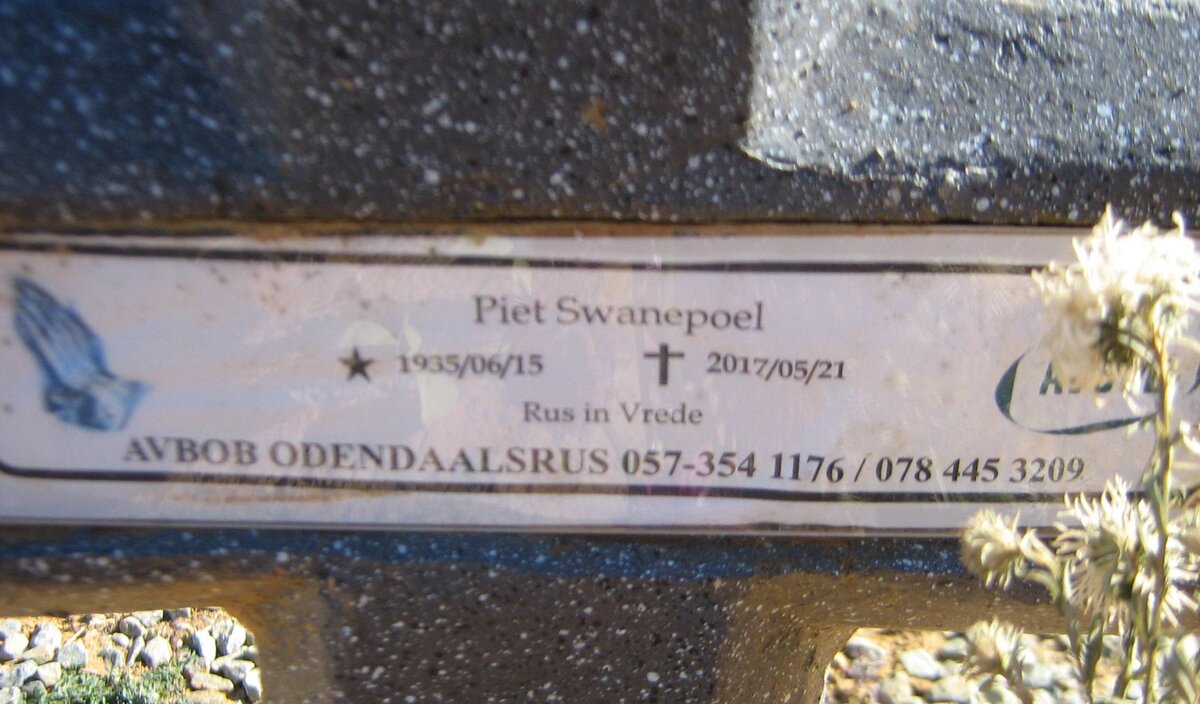 Piet Swanepoel
1935/06/15 2017/05/21
Rus in Vrede
AVBOB ODENDAALSRUS 057-354 1176 / 078 445 3209